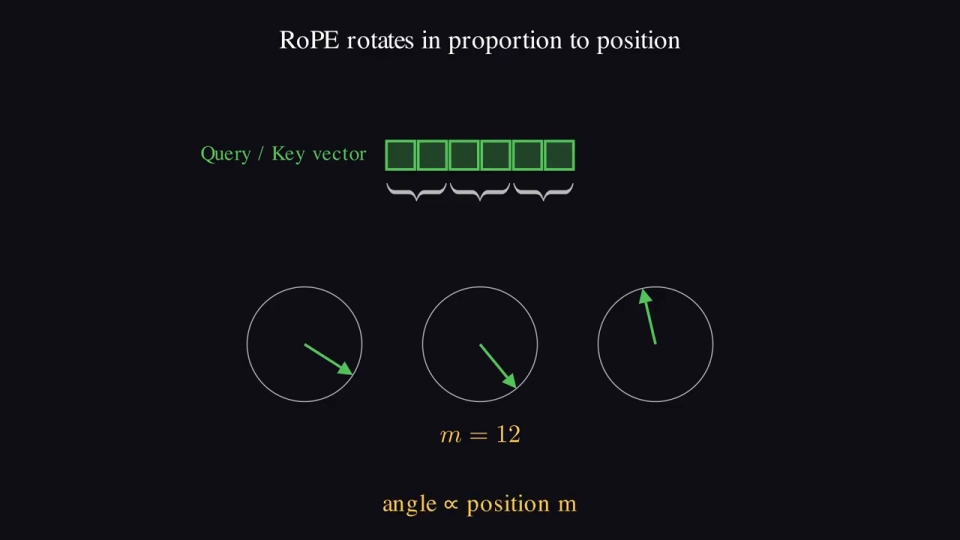 RoPE rotates in proportion to position
Query / Key vector
m = 12
angle ∝ position m